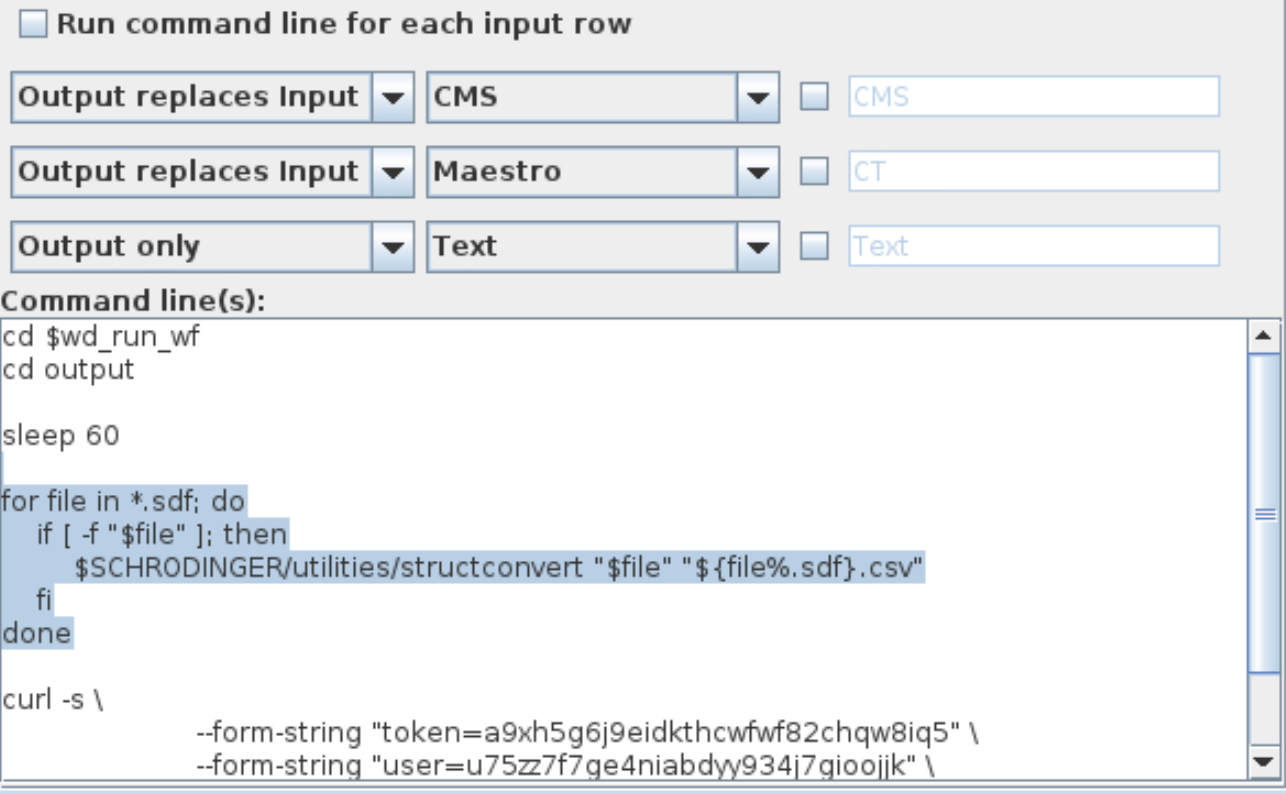 Run command line for each input row
Output replaces Input CMS CMS
Output replaces Input Maestro CT
Output only Text Text
Command line(s):
cd $wd_run_wf
cd output
sleep 60
for file in *.sdf; do
if [ -f "$file" ]; then
$SCHRODINGER/utilities/structconvert "$file" "${file%.sdf}.csv"
fi
done
curl -s \
--form-string "token=a9xh5g6j9eidkthcwfwf82chqw8iq5" \
--form-string "user=u75zz7f7ge4niabdyy934j7gioojjk" \